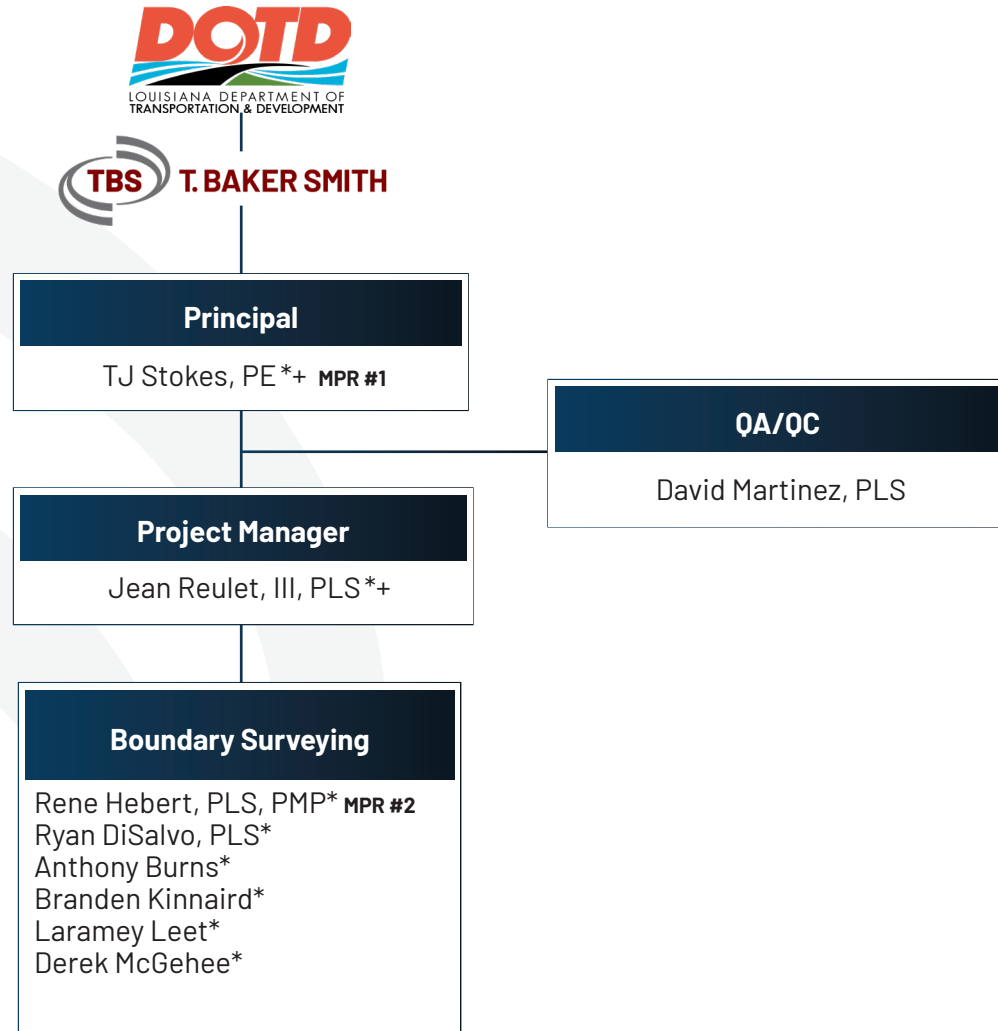 DOTD
LOUISIANA DEPARTMENT OF
TRANSPORTATION & DEVELOPMENT
TBS T. BAKER SMITH
Principal
TJ Stokes, PE*+ MPR #1
QA/QC
David Martinez, PLS
Project Manager
Jean Reulet, III, PLS*+
Boundary Surveying
Rene Hebert, PLS, PMP* MPR #2
Ryan DiSalvo, PLS*
Anthony Burns*
Branden Kinnaird*
Laramey Leet*
Derek McGehee*